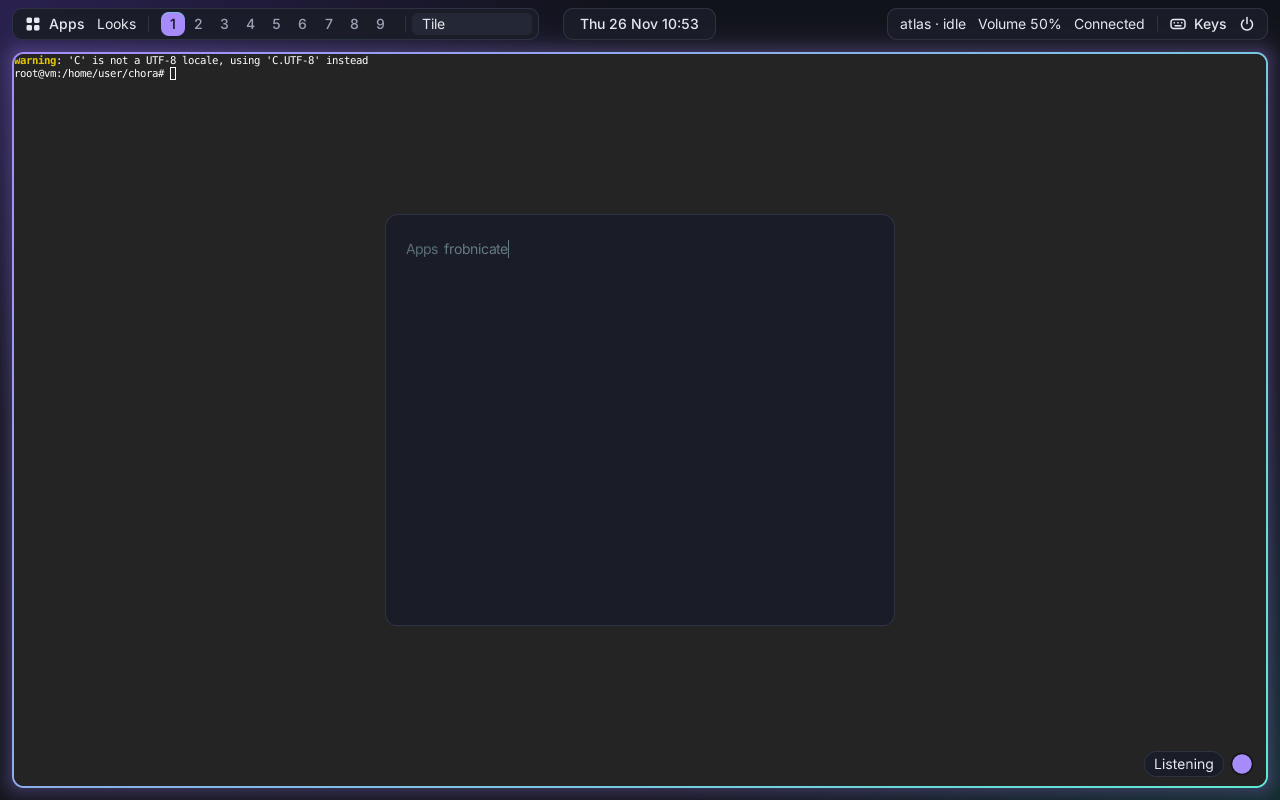 Apps Looks 1 2 3 4 5 6 7 8 9 Tile Thu 26 Nov 10:53 atlas · idle Volume 50% Connected Keys
warning: 'C' is not a UTF-8 locale, using 'C.UTF-8' instead
root@vm:/home/user/chora#
Apps frobnicate
Listening